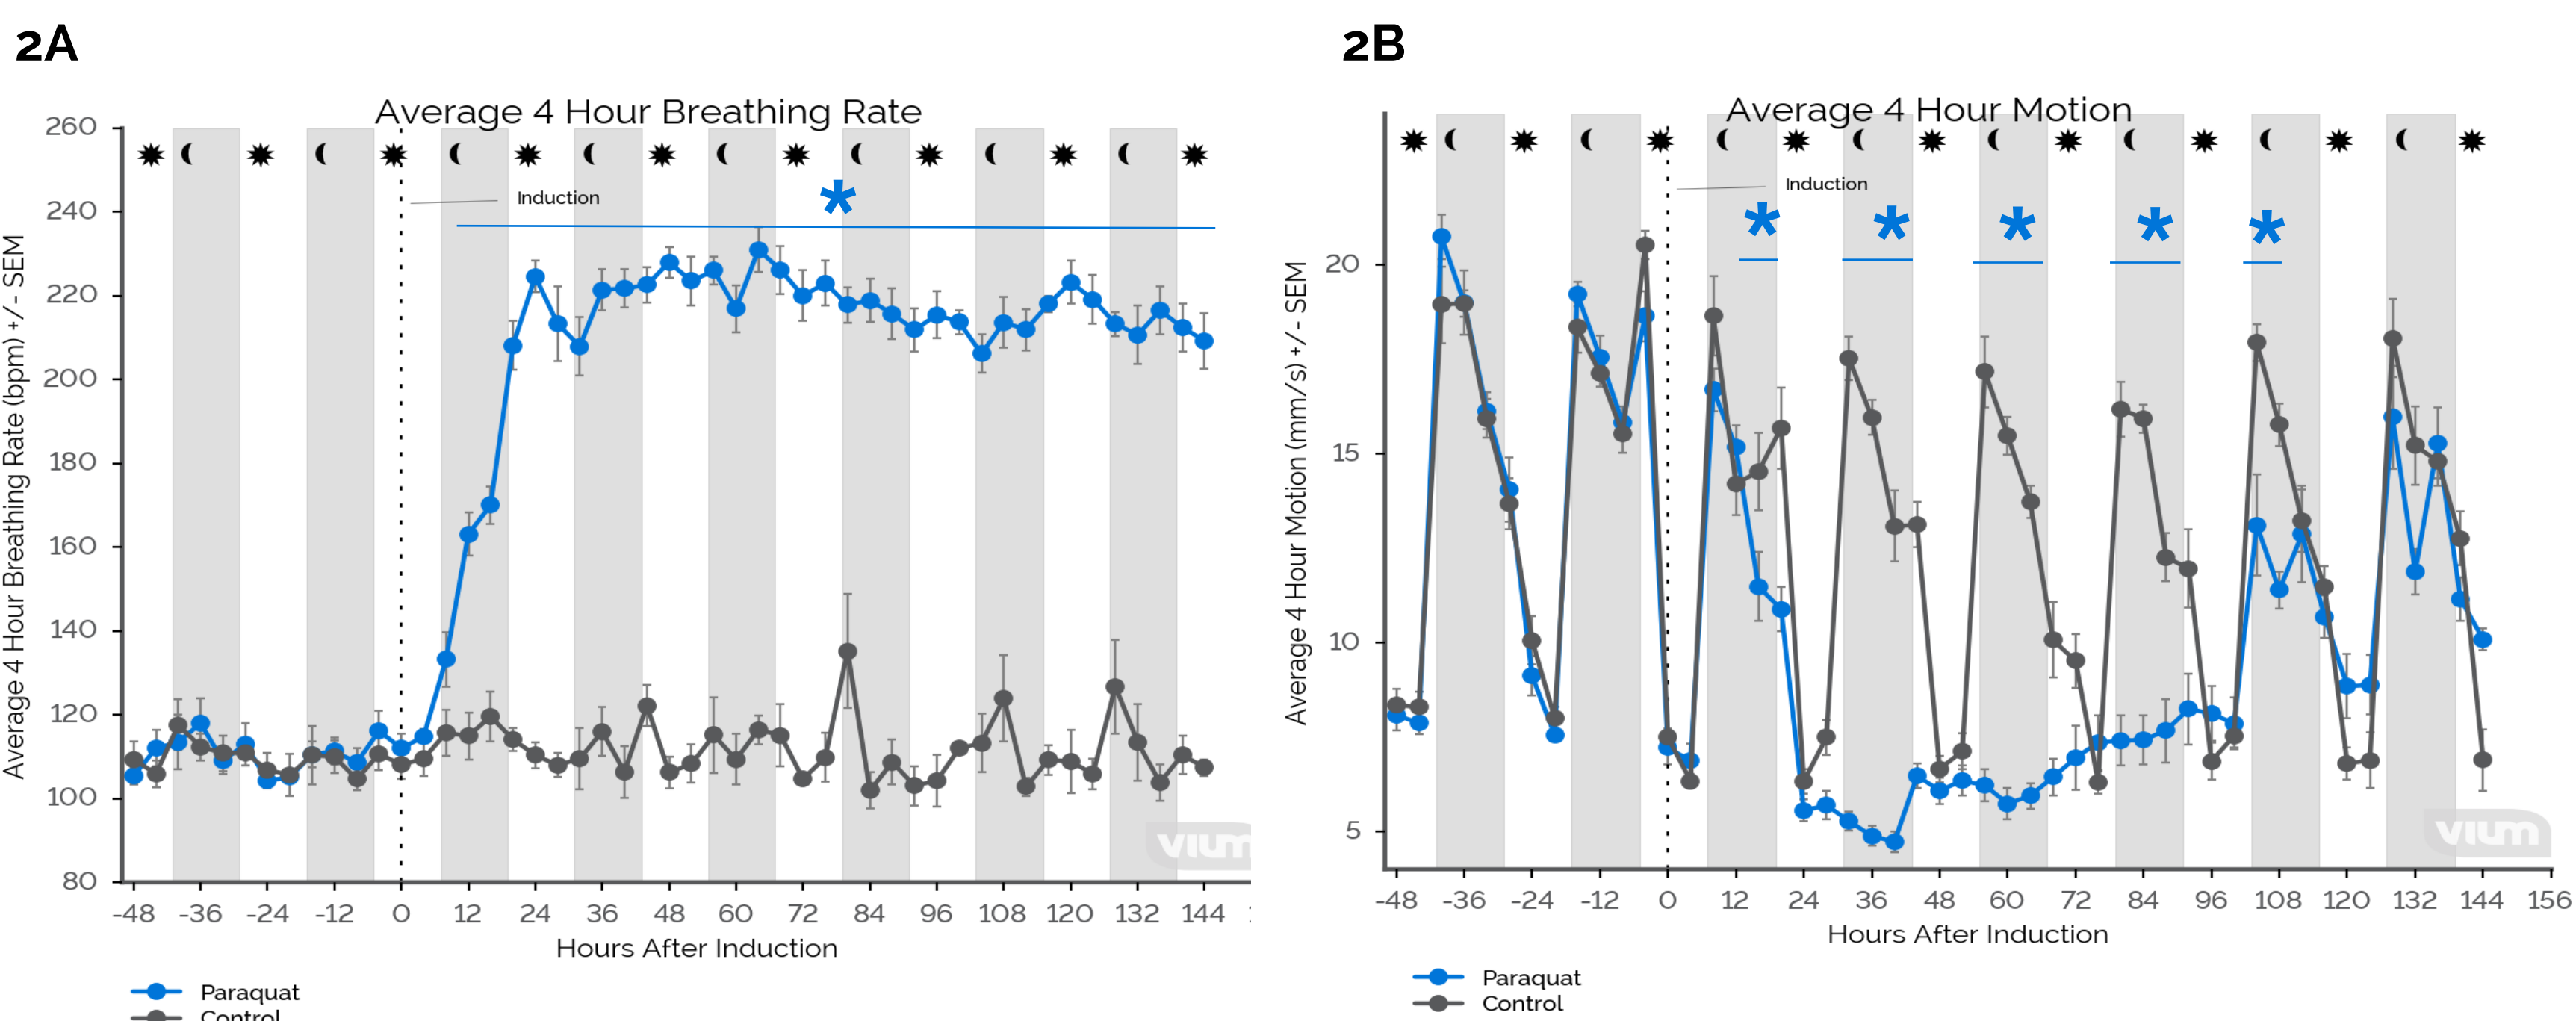 2A
Average 4 Hour Breathing Rate
Average 4 Hour Breathing Rate (bpm) +/- SEM
260
240
220
200
180
160
140
120
100
80
Induction
*
vium
-48 -36 -24 -12 0 12 24 36 48 60 72 84 96 108 120 132 144
Hours After Induction
Paraquat
Control
2B
Average 4 Hour Motion
Average 4 Hour Motion (mm/s) +/- SEM
20
15
10
5
Induction
* * * * *
vium
-48 -36 -24 -12 0 12 24 36 48 60 72 84 96 108 120 132 144 156
Hours After Induction
Paraquat
Control